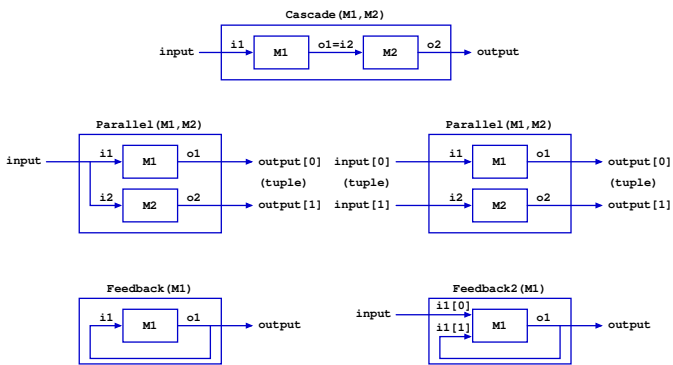 Cascade(M1,M2)
input i1 M1 o1=i2 M2 o2 output
Parallel(M1,M2)
input i1 M1 o1 output[0]
(tuple)
i2 M2 o2 output[1]
Parallel(M1,M2)
input[0] i1 M1 o1 output[0]
(tuple) (tuple)
input[1] i2 M2 o2 output[1]
Feedback(M1)
i1 M1 o1 output
Feedback2(M1)
input i1[0]
i1[1] M1 o1 output